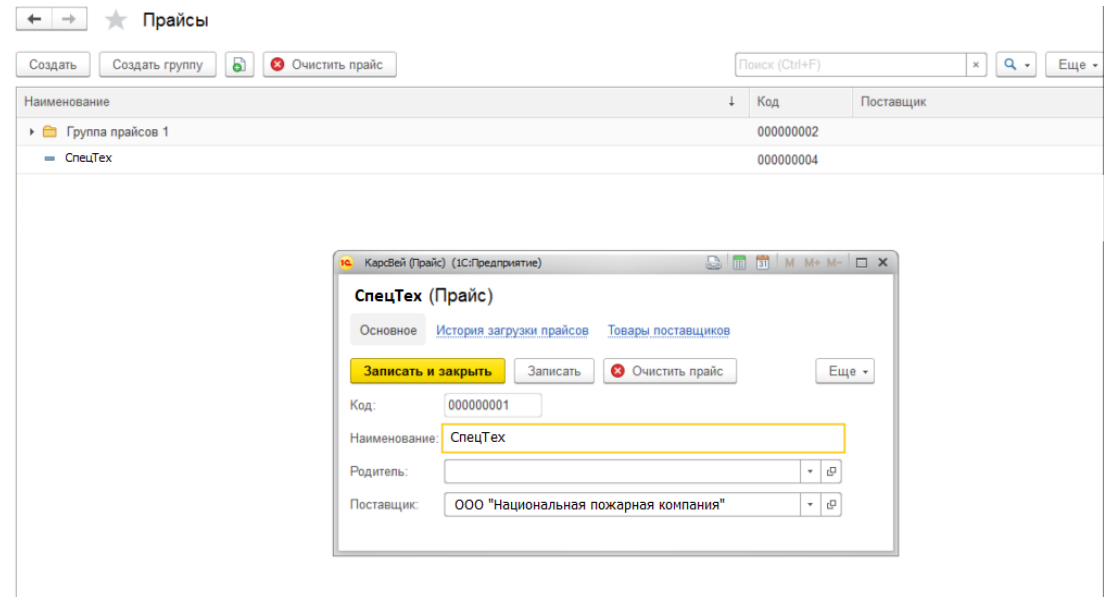 Прайсы
Создать Создать группу Очистить прайс Поиск (Ctrl+F) × Еще
Наименование ↓ Код Поставщик
Группа прайсов 1 000000002
СпецТех 000000004
1С КарсВей (Прайс) (1С:Предприятие) 31 M M+ M-
СпецТех (Прайс)
Основное История загрузки прайсов Товары поставщиков
Записать и закрыть Записать Очистить прайс Еще
Код: 000000001
Наименование: СпецТех
Родитель:
Поставщик: ООО "Национальная пожарная компания"